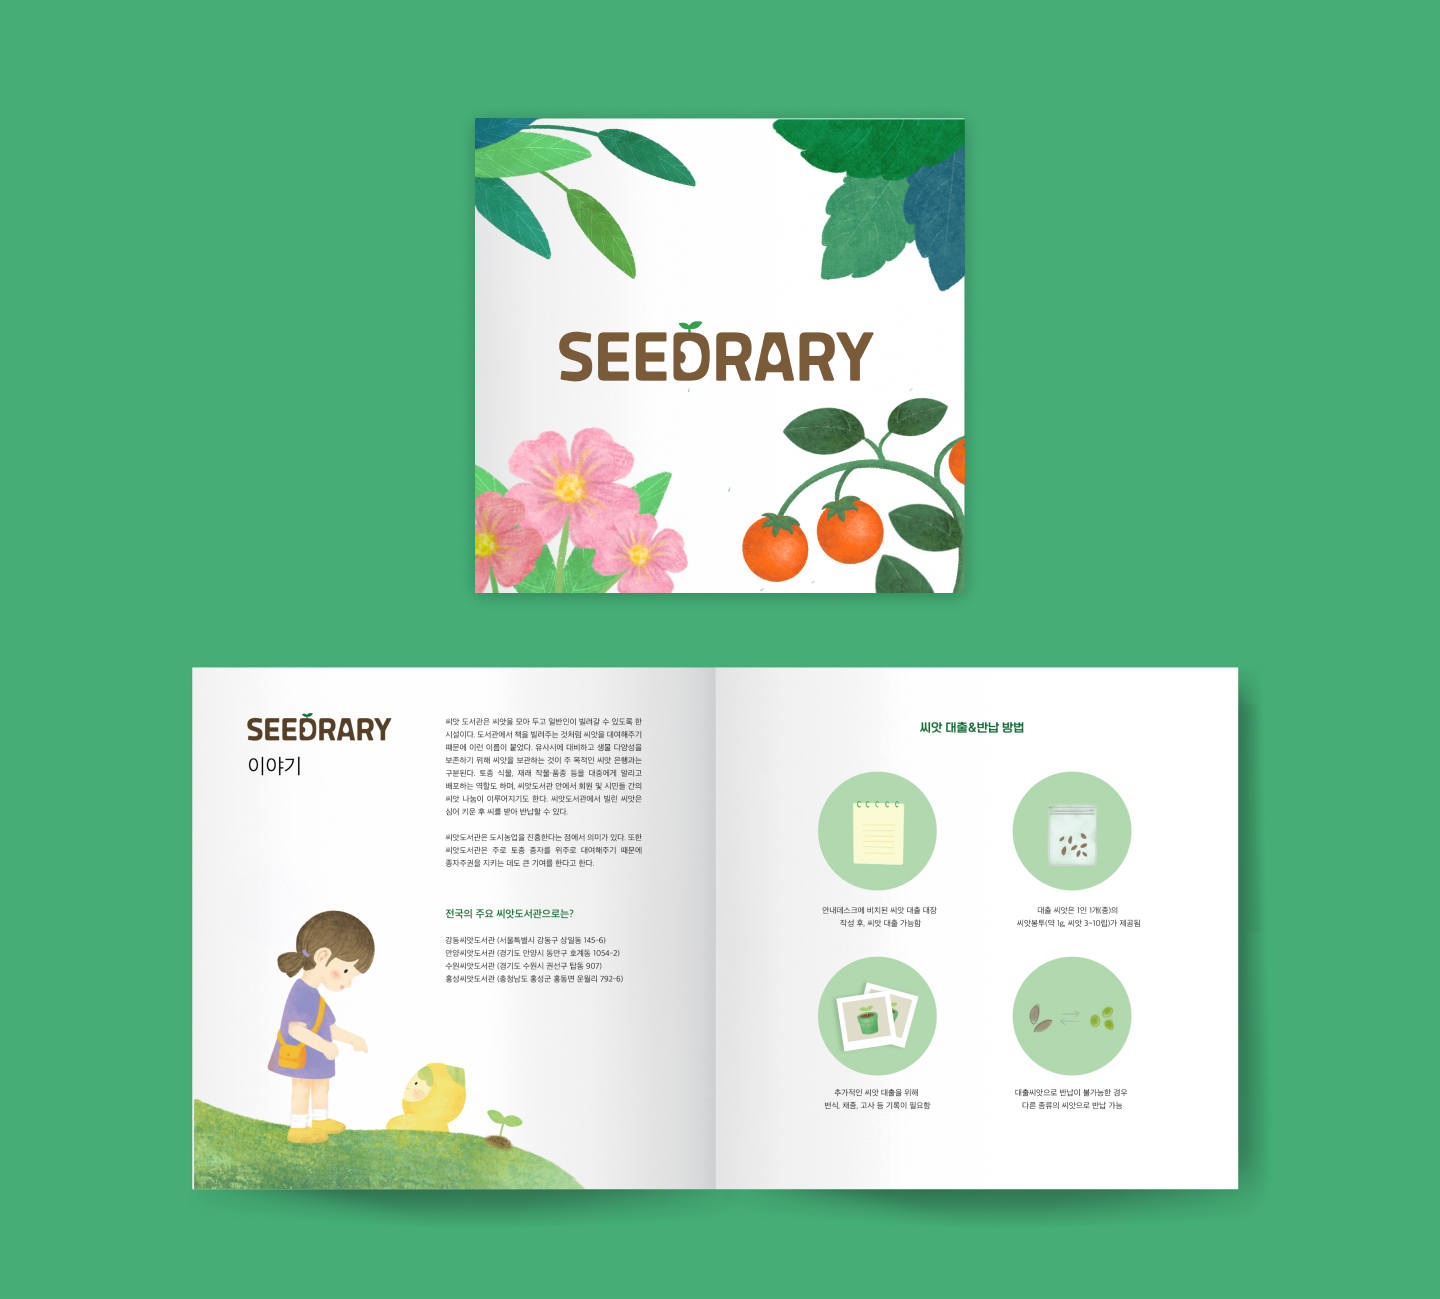 SEEDRARY
SEEDRARY
이야기
씨앗 도서관은 씨앗을 모아 두고 일반인이 빌려갈 수 있도록 한
시설이다. 도서관에서 책을 빌려주는 것처럼 씨앗을 대여해주기
때문에 이런 이름이 붙었다. 유사시에 대비하고 생물 다양성을
보존하기 위해 씨앗을 보관하는 것이 주 목적인 씨앗 은행과는
구분된다. 토종 식물, 재래 작물·품종 등을 대중에게 알리고
배포하는 역할도 하며, 씨앗도서관 안에서 회원 및 시민들 간의
씨앗 나눔이 이루어지기도 한다. 씨앗도서관에서 빌린 씨앗은
심어 키운 후 씨를 받아 반납할 수 있다.
씨앗도서관은 도시농업을 진흥한다는 점에서 의미가 있다. 또한
씨앗도서관은 주로 토종 종자를 위주로 대여해주기 때문에
종자주권을 지키는 데도 큰 기여를 한다고 한다.
전국의 주요 씨앗도서관으로는?
강동씨앗도서관 (서울특별시 강동구 상일동 145-6)
안양씨앗도서관 (경기도 안양시 동안구 호계동 1054-2)
수원씨앗도서관 (경기도 수원시 권선구 탑동 907)
홍성씨앗도서관 (충청남도 홍성군 홍동면 운월리 792-6)
씨앗 대출&반납 방법
안내데스크에 비치된 씨앗 대출 대장
작성 후, 씨앗 대출 가능함
대출 씨앗은 1인 1개(종)의
씨앗봉투(약 1g, 씨앗 3~10립)가 제공됨
추가적인 씨앗 대출을 위해
번식, 채종, 고사 등 기록이 필요함
대출씨앗으로 반납이 불가능한 경우
다른 종류의 씨앗으로 반납 가능